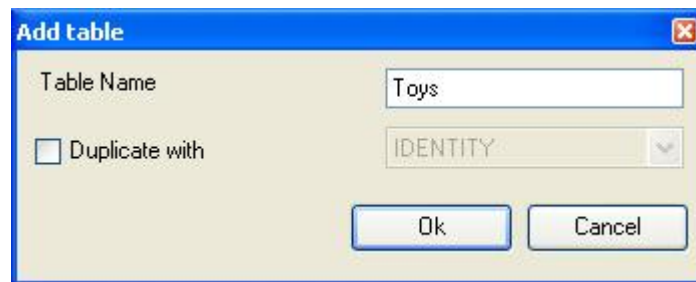 Add table
Table Name
Toys
Duplicate with
IDENTITY
Ok
Cancel